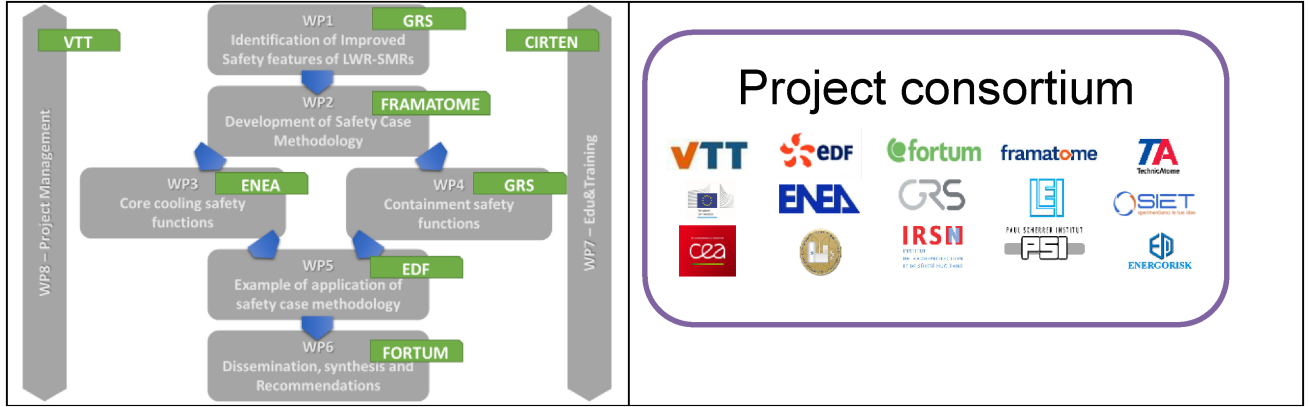 WP1
GRS
Identification of Improved
Safety features of LWR-SMRs
VTT
CIRTEN
WP2
FRAMATOME
Development of Safety Case
Methodology
WP3
ENEA
Core cooling safety
functions
WP4
GRS
Containment safety
functions
WP5
EDF
Example of application of
safety case methodology
WP6
FORTUM
Dissemination, synthesis and
Recommendations
WP8 – Project Management
WP7 – Edu&Training
Project consortium
VTT
eDF
fortum
framatome
TA
TechnicAtome
ENEA
GRS
LEI
SIET
cea
IRSN
INSTITUT
PAUL SCHERRER INSTITUT
PSI
ENERGORISK